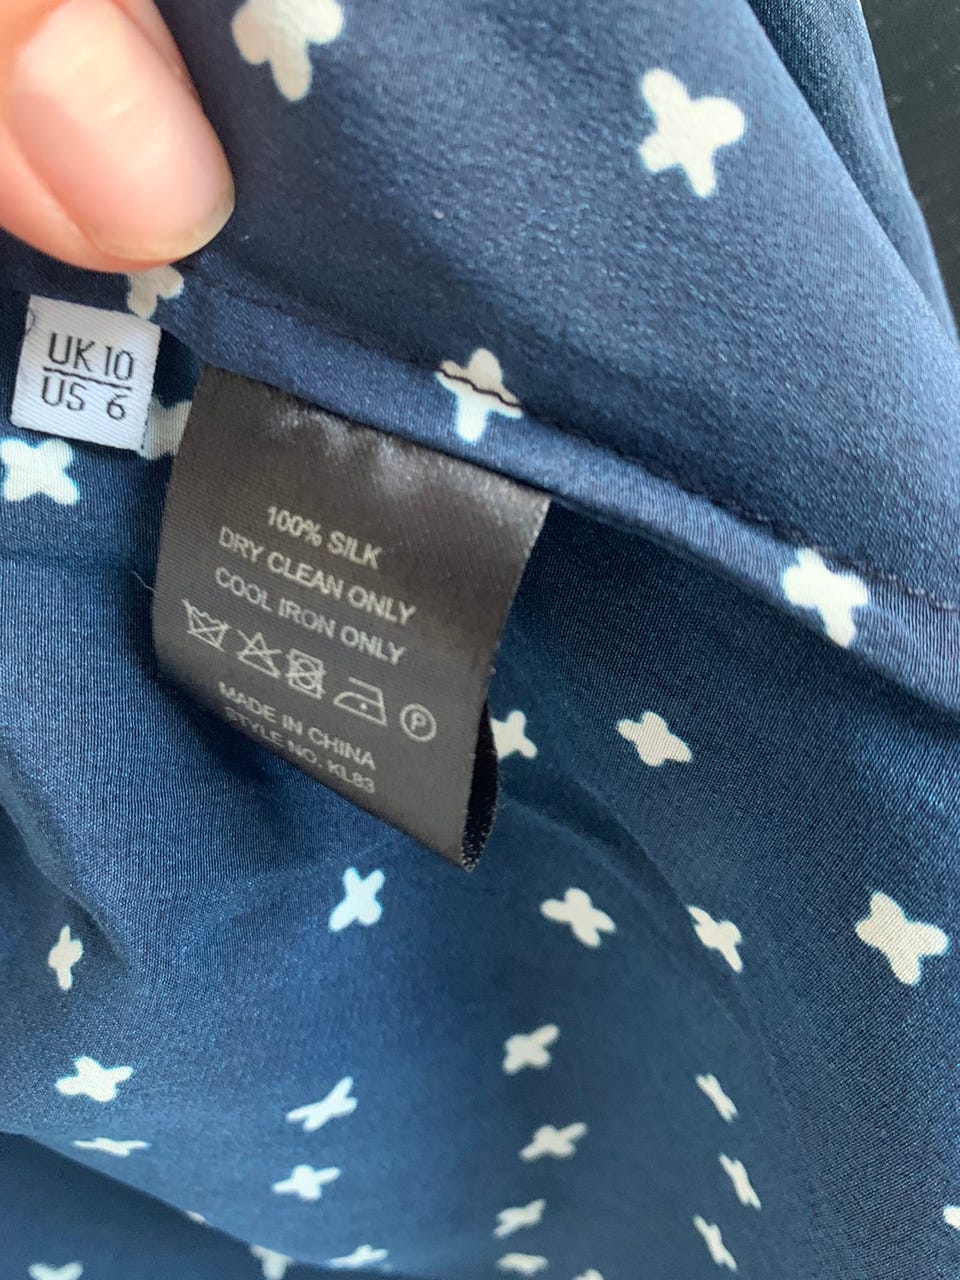 UK 10
US 6
100% SILK
DRY CLEAN ONLY
COOL IRON ONLY
P
MADE IN CHINA
STYLE NO. KL83